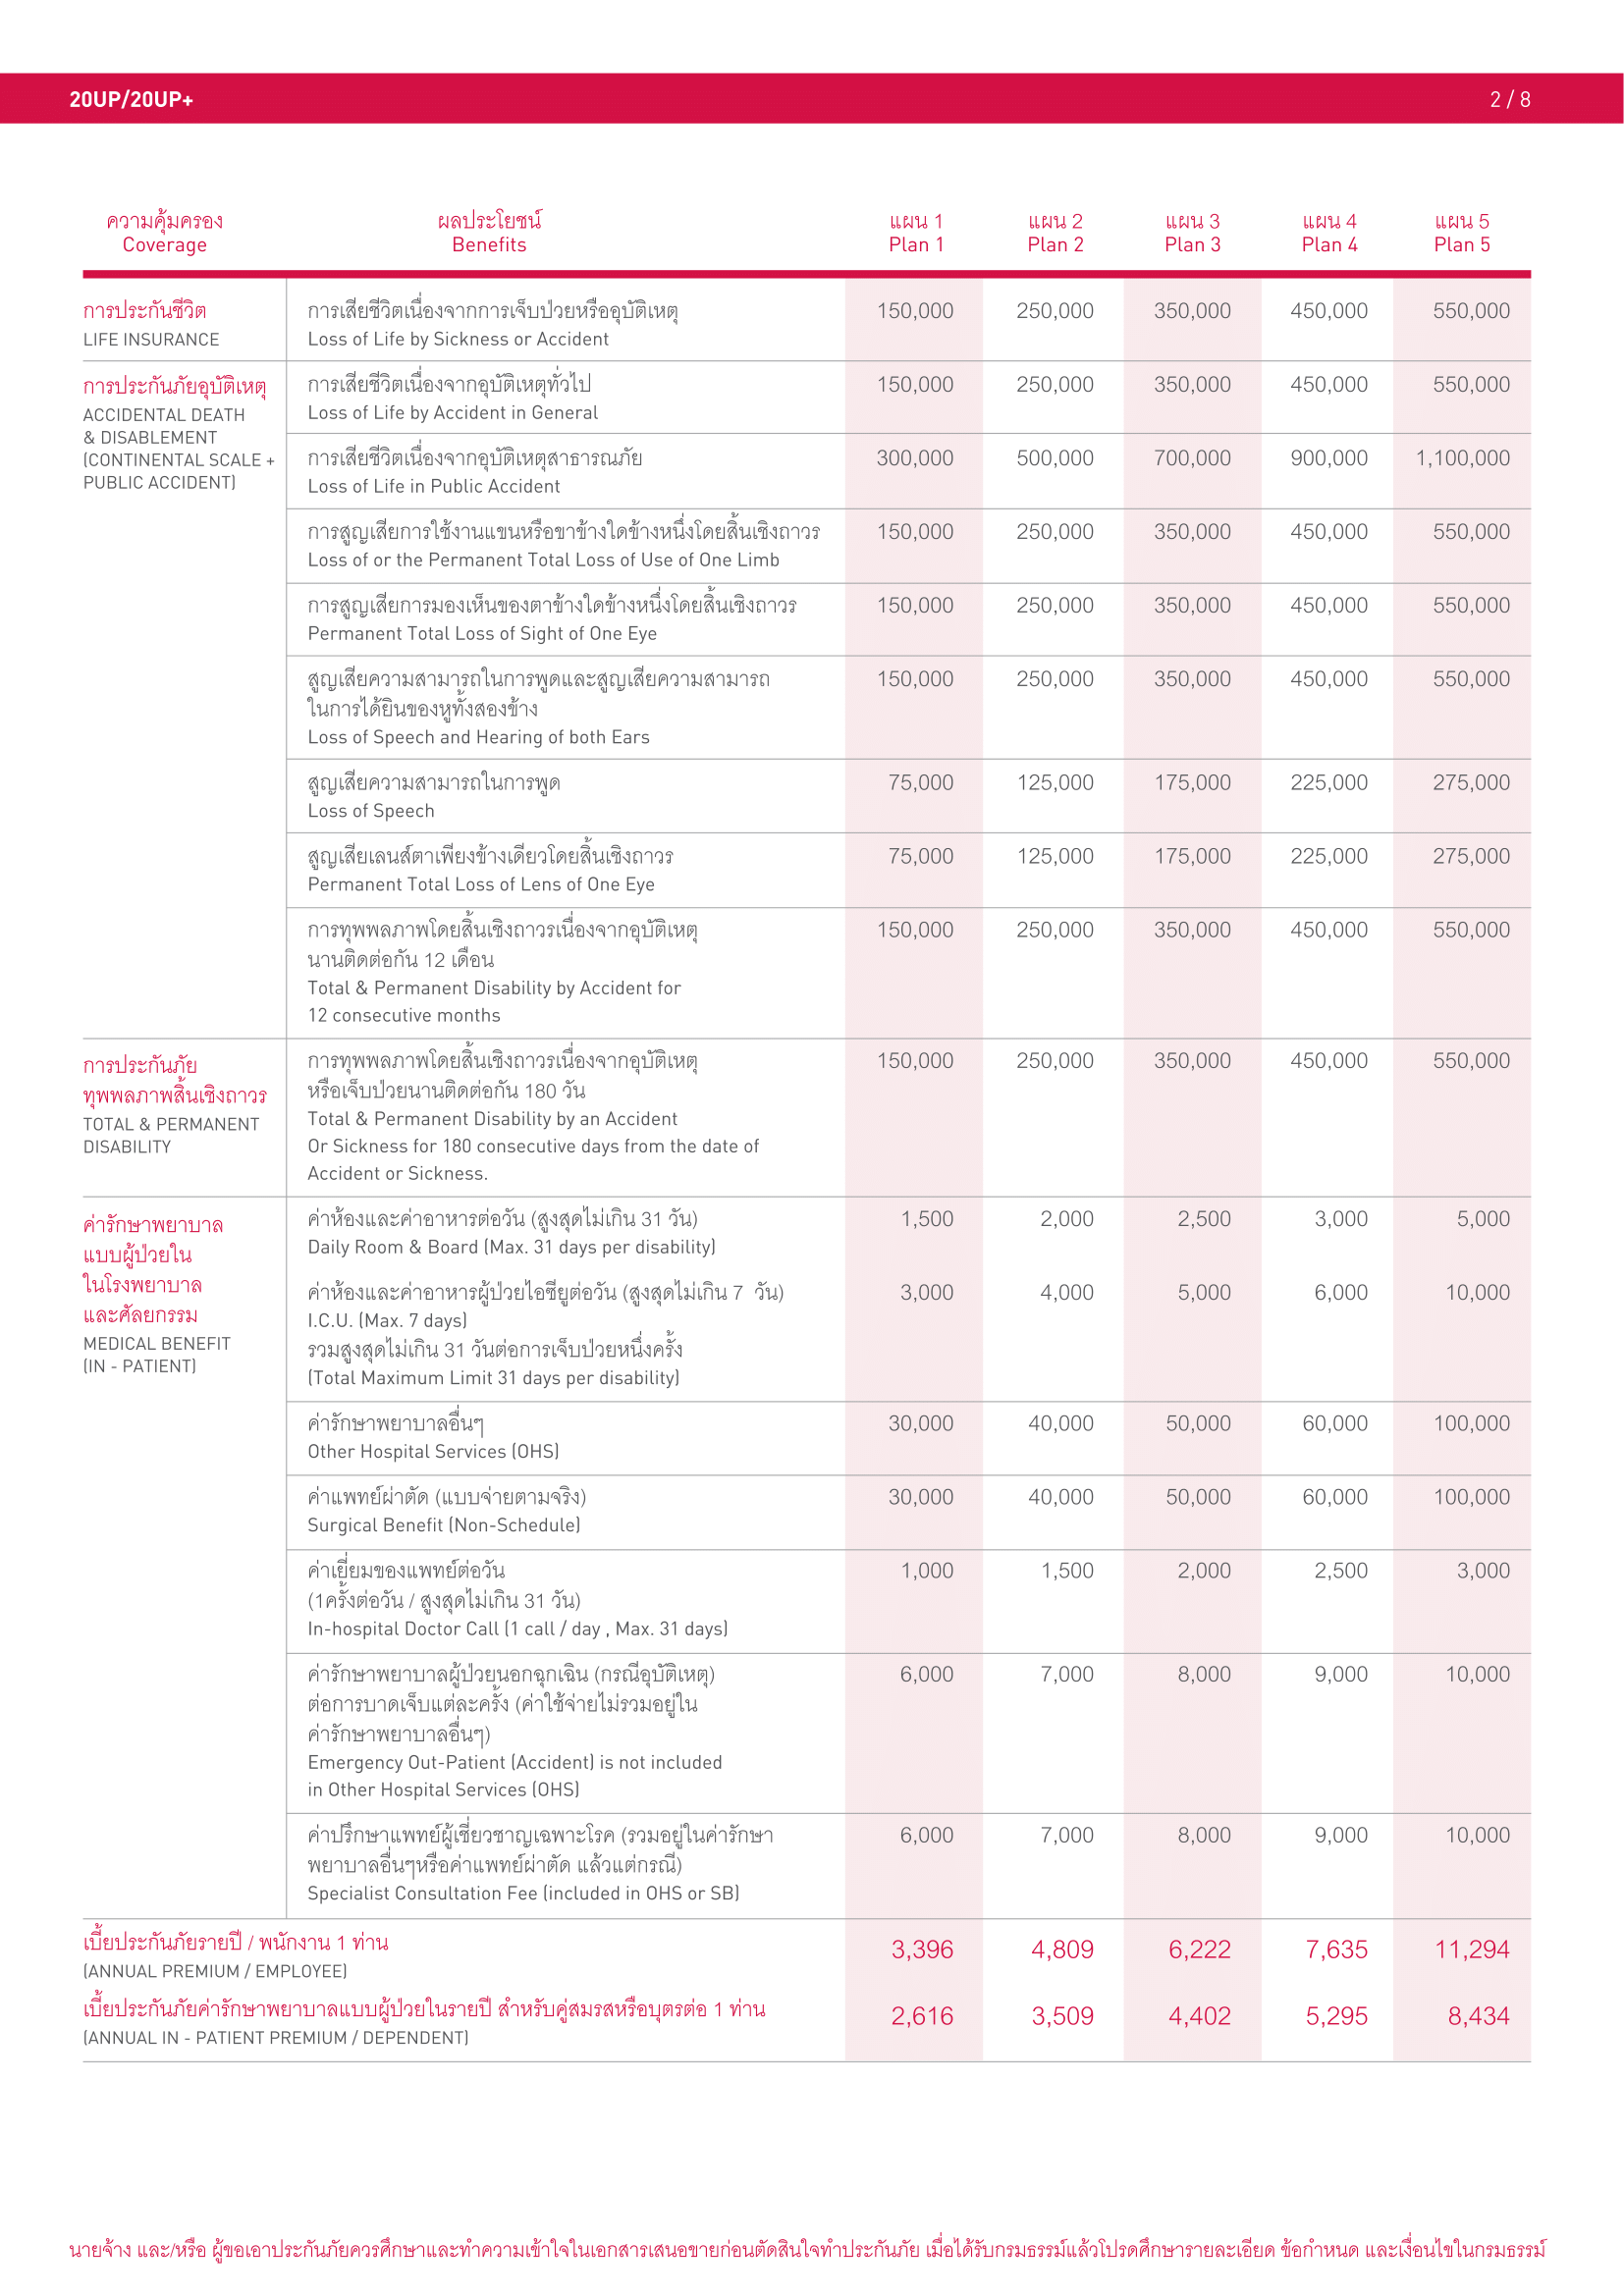 20UP/20UP+ 2 / 8
ความคุ้มครอง ผลประโยชน์ แผน 1 แผน 2 แผน 3 แผน 4 แผน 5
Coverage Benefits Plan 1 Plan 2 Plan 3 Plan 4 Plan 5
การประกันชีวิต การเสียชีวิตเนื่องจากการเจ็บป่วยหรืออุบัติเหตุ 150,000 250,000 350,000 450,000 550,000
LIFE INSURANCE Loss of Life by Sickness or Accident
การประกันภัยอุบัติเหตุ การเสียชีวิตเนื่องจากอุบัติเหตุทั่วไป 150,000 250,000 350,000 450,000 550,000
ACCIDENTAL DEATH Loss of Life by Accident in General
& DISABLEMENT
(CONTINENTAL SCALE + การเสียชีวิตเนื่องจากอุบัติเหตุสาธารณภัย 300,000 500,000 700,000 900,000 1,100,000
PUBLIC ACCIDENT) Loss of Life in Public Accident
การสูญเสียการใช้งานแขนหรือขาข้างใดข้างหนึ่งโดยสิ้นเชิงถาวร 150,000 250,000 350,000 450,000 550,000
Loss of or the Permanent Total Loss of Use of One Limb
การสูญเสียการมองเห็นของตาข้างใดข้างหนึ่งโดยสิ้นเชิงถาวร 150,000 250,000 350,000 450,000 550,000
Permanent Total Loss of Sight of One Eye
สูญเสียความสามารถในการพูดและสูญเสียความสามารถ 150,000 250,000 350,000 450,000 550,000
ในการได้ยินของหูทั้งสองข้าง
Loss of Speech and Hearing of both Ears
สูญเสียความสามารถในการพูด 75,000 125,000 175,000 225,000 275,000
Loss of Speech
สูญเสียเลนส์ตาเพียงข้างเดียวโดยสิ้นเชิงถาวร 75,000 125,000 175,000 225,000 275,000
Permanent Total Loss of Lens of One Eye
การทุพพลภาพโดยสิ้นเชิงถาวรเนื่องจากอุบัติเหตุ 150,000 250,000 350,000 450,000 550,000
นานติดต่อกัน 12 เดือน
Total & Permanent Disability by Accident for
12 consecutive months
การประกันภัย การทุพพลภาพโดยสิ้นเชิงถาวรเนื่องจากอุบัติเหตุ 150,000 250,000 350,000 450,000 550,000
ทุพพลภาพสิ้นเชิงถาวร หรือเจ็บป่วยนานติดต่อกัน 180 วัน
TOTAL & PERMANENT Total & Permanent Disability by an Accident
DISABILITY Or Sickness for 180 consecutive days from the date of
Accident or Sickness.
ค่ารักษาพยาบาล ค่าห้องและค่าอาหารต่อวัน (สูงสุดไม่เกิน 31 วัน) 1,500 2,000 2,500 3,000 5,000
แบบผู้ป่วยใน Daily Room & Board (Max. 31 days per disability)
ในโรงพยาบาล ค่าห้องและค่าอาหารผู้ป่วยไอซียูต่อวัน (สูงสุดไม่เกิน 7 วัน) 3,000 4,000 5,000 6,000 10,000
และศัลยกรรม I.C.U. (Max. 7 days)
MEDICAL BENEFIT รวมสูงสุดไม่เกิน 31 วันต่อการเจ็บป่วยหนึ่งครั้ง
(IN - PATIENT) (Total Maximum Limit 31 days per disability)
ค่ารักษาพยาบาลอื่นๆ 30,000 40,000 50,000 60,000 100,000
Other Hospital Services (OHS)
ค่าแพทย์ผ่าตัด (แบบจ่ายตามจริง) 30,000 40,000 50,000 60,000 100,000
Surgical Benefit (Non-Schedule)
ค่าเยี่ยมของแพทย์ต่อวัน 1,000 1,500 2,000 2,500 3,000
(1ครั้งต่อวัน / สูงสุดไม่เกิน 31 วัน)
In-hospital Doctor Call (1 call / day , Max. 31 days)
ค่ารักษาพยาบาลผู้ป่วยนอกฉุกเฉิน (กรณีอุบัติเหตุ) 6,000 7,000 8,000 9,000 10,000
ต่อการบาดเจ็บแต่ละครั้ง (ค่าใช้จ่ายไม่รวมอยู่ใน
ค่ารักษาพยาบาลอื่นๆ)
Emergency Out-Patient (Accident) is not included
in Other Hospital Services (OHS)
ค่าปรึกษาแพทย์ผู้เชี่ยวชาญเฉพาะโรค (รวมอยู่ในค่ารักษา 6,000 7,000 8,000 9,000 10,000
พยาบาลอื่นๆหรือค่าแพทย์ผ่าตัด แล้วแต่กรณี)
Specialist Consultation Fee (included in OHS or SB)
เบี้ยประกันภัยรายปี / พนักงาน 1 ท่าน 3,396 4,809 6,222 7,635 11,294
(ANNUAL PREMIUM / EMPLOYEE)
เบี้ยประกันภัยค่ารักษาพยาบาลแบบผู้ป่วยในรายปี สำหรับคู่สมรสหรือบุตรต่อ 1 ท่าน 2,616 3,509 4,402 5,295 8,434
(ANNUAL IN - PATIENT PREMIUM / DEPENDENT)
นายจ้าง และ/หรือ ผู้ขอเอาประกันภัยควรศึกษาและทำความเข้าใจในเอกสารเสนอขายก่อนตัดสินใจทำประกันภัย เมื่อได้รับกรมธรรม์แล้วโปรดศึกษารายละเอียด ข้อกำหนด และเงื่อนไขในกรมธรรม์